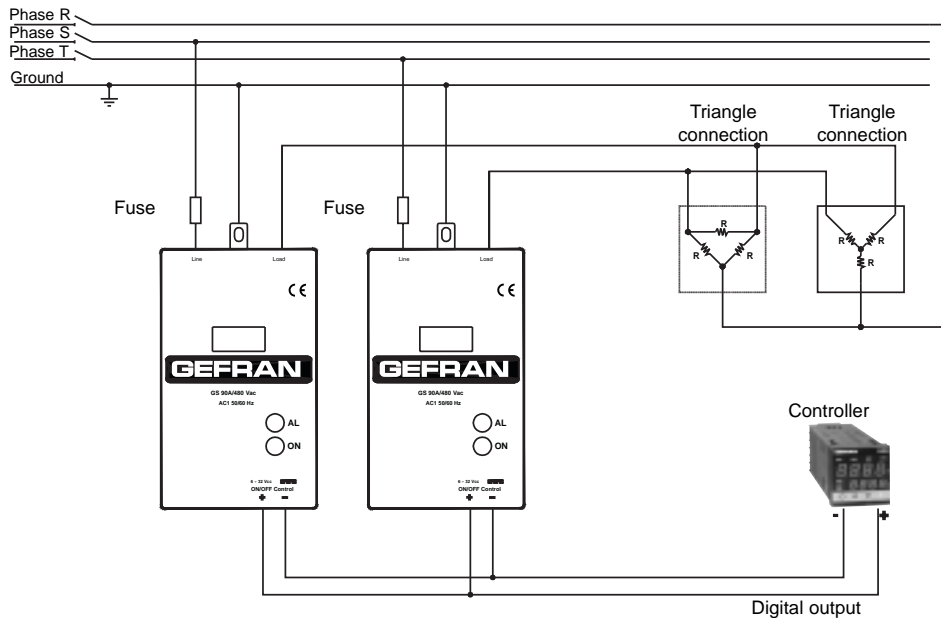 Phase R
Phase S
Phase T
Ground
Triangle
connection
Triangle
connection
Fuse
Fuse
Line
Load
Line
Load
CE
CE
R
R
R
R
R
R
GEFRAN
GEFRAN
GS 90A/480 Vac
AC1 50/60 Hz
GS 90A/480 Vac
AC1 50/60 Hz
AL
ON
AL
ON
Controller
6 – 32 Vcc
ON/OFF Control
+ –
6 – 32 Vcc
ON/OFF Control
+ –
- +
Digital output